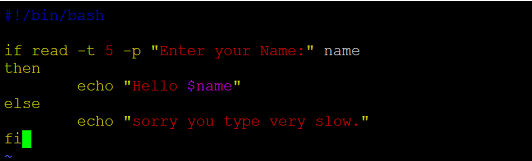 #!/bin/bash
if read -t 5 -p "Enter your Name:" name
then
echo "Hello $name"
else
echo "sorry you type very slow."
fi
~